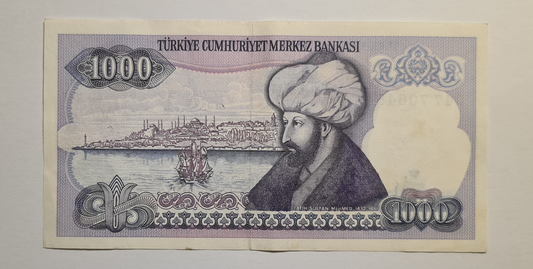 TÜRKİYE CUMHURİYET MERKEZ BANKASI
1000
FATİH SULTAN MEHMED
1000